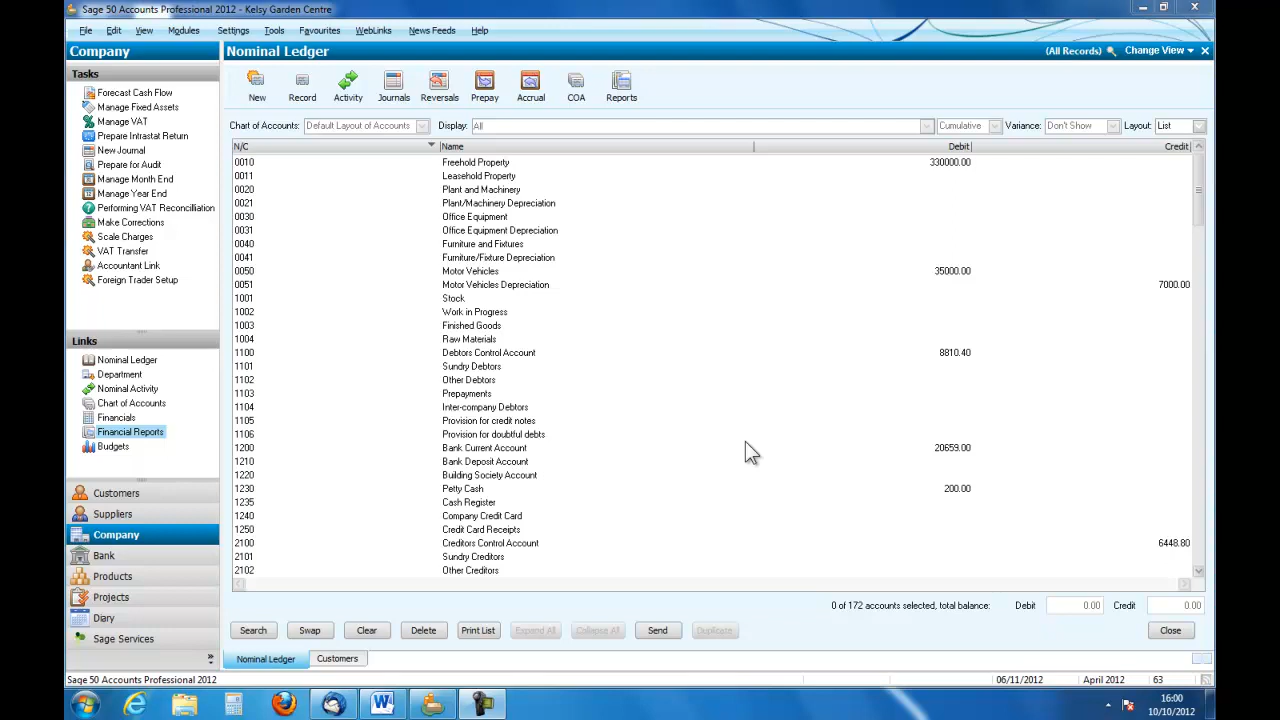 Sage 50 Accounts Professional 2012 - Kelsy Garden Centre
File Edit View Modules Settings Tools Favourites WebLinks News Feeds Help
Company
Tasks
Forecast Cash Flow
Manage Fixed Assets
Manage VAT
Prepare Intrastat Return
New Journal
Prepare for Audit
Manage Month End
Manage Year End
Performing VAT Reconcilliation
Make Corrections
Scale Charges
VAT Transfer
Accountant Link
Foreign Trader Setup
Links
Nominal Ledger
Department
Nominal Activity
Chart of Accounts
Financials
Financial Reports
Budgets
Customers
Suppliers
Company
Bank
Products
Projects
Diary
Sage Services
Nominal Ledger (All Records) Change View
New Record Activity Journals Reversals Prepay Accrual COA Reports
Chart of Accounts: Default Layout of Accounts Display: All Cumulative Variance: Don't Show Layout: List
N/C Name Debit Credit
0010 Freehold Property 330000.00
0011 Leasehold Property
0020 Plant and Machinery
0021 Plant/Machinery Depreciation
0030 Office Equipment
0031 Office Equipment Depreciation
0040 Furniture and Fixtures
0041 Furniture/Fixture Depreciation
0050 Motor Vehicles 35000.00
0051 Motor Vehicles Depreciation 7000.00
1001 Stock
1002 Work in Progress
1003 Finished Goods
1004 Raw Materials
1100 Debtors Control Account 8810.40
1101 Sundry Debtors
1102 Other Debtors
1103 Prepayments
1104 Inter-company Debtors
1105 Provision for credit notes
1106 Provision for doubtful debts
1200 Bank Current Account 20659.00
1210 Bank Deposit Account
1220 Building Society Account
1230 Petty Cash 200.00
1235 Cash Register
1240 Company Credit Card
1250 Credit Card Receipts
2100 Creditors Control Account 6448.80
2101 Sundry Creditors
2102 Other Creditors
0 of 172 accounts selected, total balance: Debit 0.00 Credit 0.00
Search Swap Clear Delete Print List Expand All Collapse All Send Duplicate Close
Nominal Ledger Customers
Sage 50 Accounts Professional 2012 06/11/2012 April 2012 63
16:00
10/10/2012